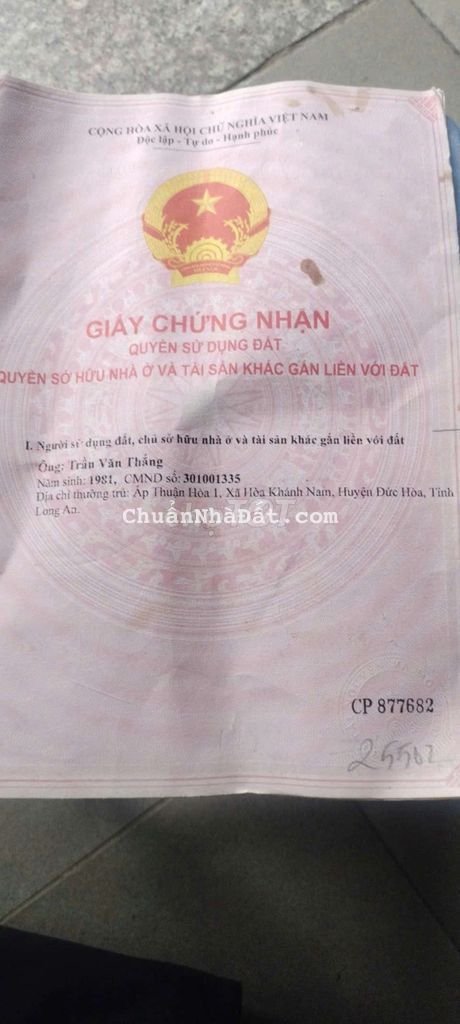 CỘNG HÒA XÃ HỘI CHỦ NGHĨA VIỆT NAM
Độc lập - Tự do - Hạnh phúc
GIẤY CHỨNG NHẬN
QUYỀN SỬ DỤNG ĐẤT
QUYỀN SỞ HỮU NHÀ Ở VÀ TÀI SẢN KHÁC GẮN LIỀN VỚI ĐẤT
I. Người sử dụng đất, chủ sở hữu nhà ở và tài sản khác gắn liền với đất
Ông: Trần Văn Thắng
Năm sinh: 1981, CMND số: 301001335
Địa chỉ thường trú: Ấp Thuận Hòa 1, Xã Hòa Khánh Nam, Huyện Đức Hòa, Tỉnh
Long An.
ChuẩnNhàĐất.com
CP 877682